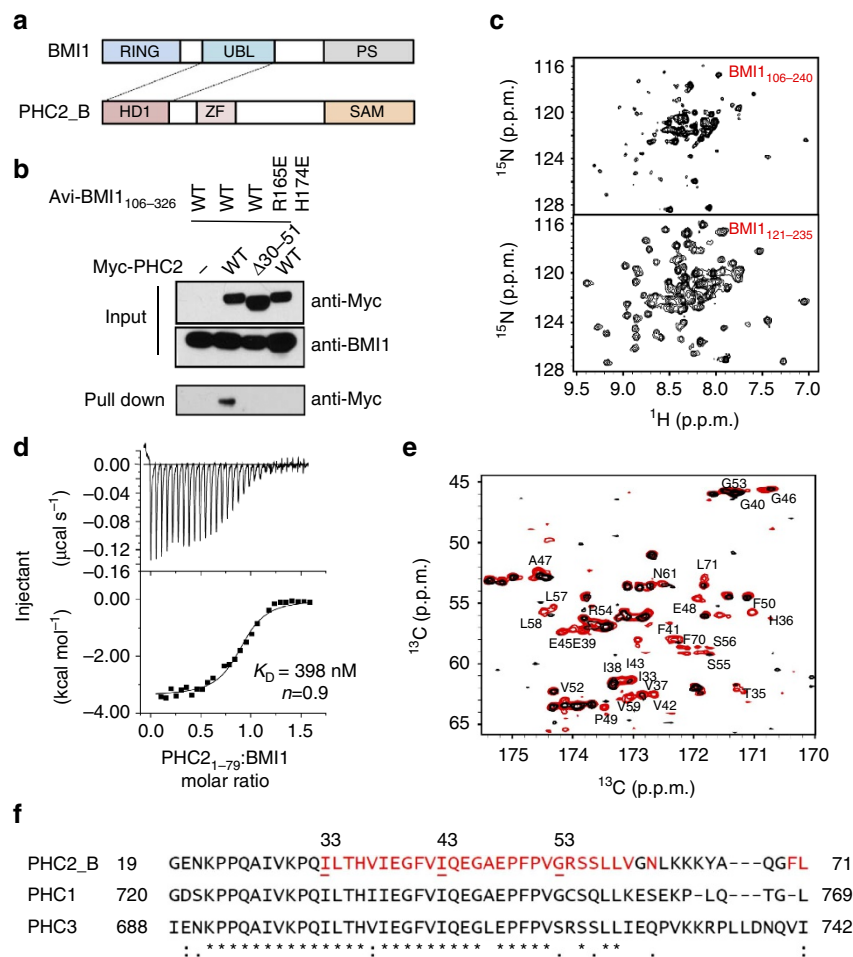 a
BMI1 RING UBL PS
PHC2_B HD1 ZF SAM
b
Avi-BMI1106–326 WT WT WT R165E H174E
Myc-PHC2 – WT Δ30–51 WT
Input anti-Myc
anti-BMI1
Pull down anti-Myc
c
BMI1106–240
116
120
124
128
15N (p.p.m.)
BMI1121–235
116
120
124
128
15N (p.p.m.)
9.5 9.0 8.5 8.0 7.5 7.0
1H (p.p.m.)
d
0.00
–0.04
–0.08
–0.12
–0.16
(µcal s–1)
Injectant
0.00
–2.00
–4.00
(kcal mol–1)
KD = 398 nM
n=0.9
0.0 0.5 1.0 1.5
PHC21–79:BMI1
molar ratio
e
45
50
55
60
65
13C (p.p.m.)
G53
G40 G46
A47
N61 L71
L57 R54 E48 F50
L58 H36
E45 E39 F41 F70 S56
S55
I38 I43 I33
V52 V37 T35
V59 V42
P49
175 174 173 172 171 170
13C (p.p.m.)
f
33 43 53
PHC2_B 19 GENKPPQAIVKPQILTHVIEGFVIQEGAEPFPVGRSSLLVGNLKKKYA---QGFL 71
PHC1 720 GDSKPPQAIVKPQILTHIIEGFVIQEGAEPFPVGCSQLLKESEKP-LQ---TG-L 769
PHC3 688 IENKPPQAIVKPQILTHVIEGFVIQEGLEPFPVSRSSLLIEQPVKKRPLLDNQVI 742
:. **************:********* *****. *.** . :